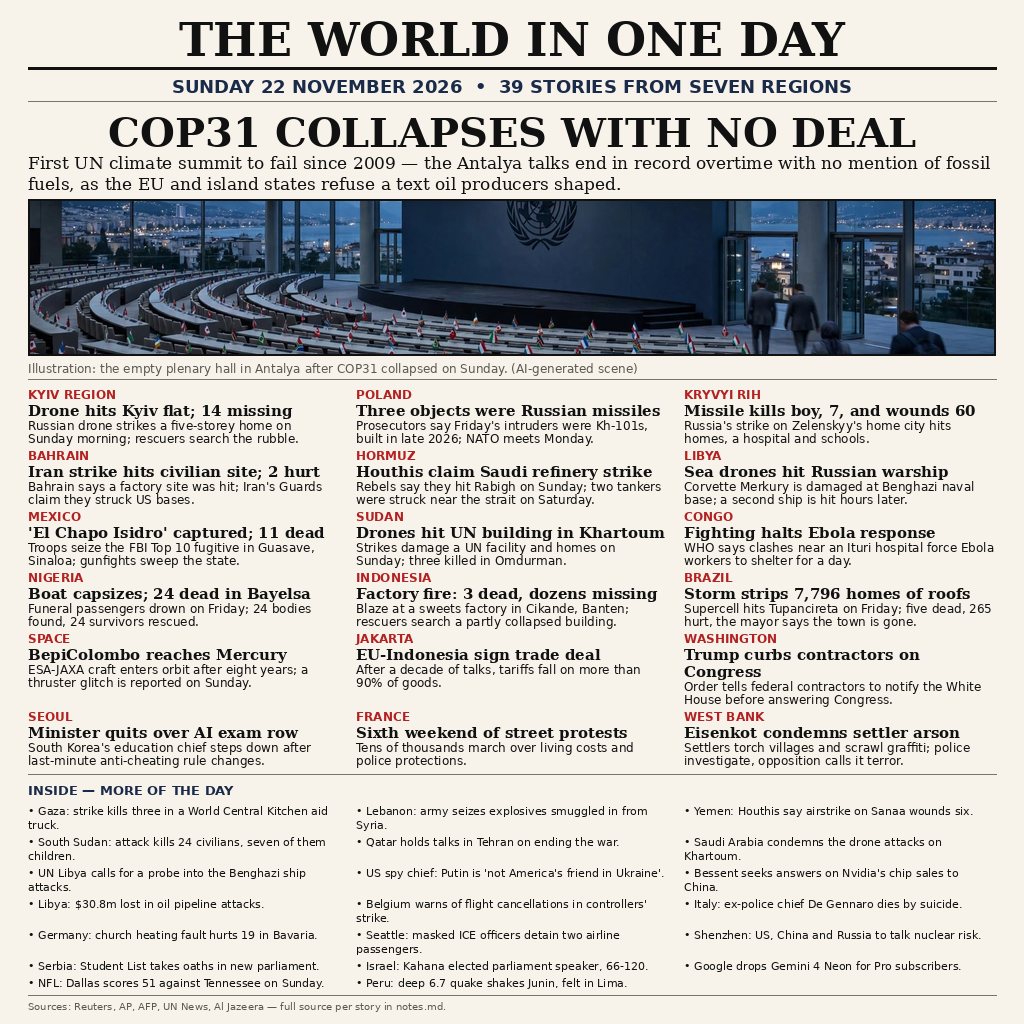 THE WORLD IN ONE DAY
SUNDAY 22 NOVEMBER 2026 • 39 STORIES FROM SEVEN REGIONS
COP31 COLLAPSES WITH NO DEAL
First UN climate summit to fail since 2009 — the Antalya talks end in record overtime with no mention of fossil
fuels, as the EU and island states refuse a text oil producers shaped.
Illustration: the empty plenary hall in Antalya after COP31 collapsed on Sunday. (AI-generated scene)
KYIV REGION
Drone hits Kyiv flat; 14 missing
Russian drone strikes a five-storey home on
Sunday morning; rescuers search the rubble.
POLAND
Three objects were Russian missiles
Prosecutors say Friday's intruders were Kh-101s,
built in late 2026; NATO meets Monday.
KRYVYI RIH
Missile kills boy, 7, and wounds 60
Russia's strike on Zelenskyy's home city hits
homes, a hospital and schools.
BAHRAIN
Iran strike hits civilian site; 2 hurt
Bahrain says a factory site was hit; Iran's Guards
claim they struck US bases.
HORMUZ
Houthis claim Saudi refinery strike
Rebels say they hit Rabigh on Sunday; two tankers
were struck near the strait on Saturday.
LIBYA
Sea drones hit Russian warship
Corvette Merkury is damaged at Benghazi naval
base; a second ship is hit hours later.
MEXICO
'El Chapo Isidro' captured; 11 dead
Troops seize the FBI Top 10 fugitive in Guasave,
Sinaloa; gunfights sweep the state.
SUDAN
Drones hit UN building in Khartoum
Strikes damage a UN facility and homes on
Sunday; three killed in Omdurman.
CONGO
Fighting halts Ebola response
WHO says clashes near an Ituri hospital force Ebola
workers to shelter for a day.
NIGERIA
Boat capsizes; 24 dead in Bayelsa
Funeral passengers drown on Friday; 24 bodies
found, 24 survivors rescued.
INDONESIA
Factory fire: 3 dead, dozens missing
Blaze at a sweets factory in Cikande, Banten;
rescuers search a partly collapsed building.
BRAZIL
Storm strips 7,796 homes of roofs
Supercell hits Tupancireta on Friday; five dead, 265
hurt, the mayor says the town is gone.
SPACE
BepiColombo reaches Mercury
ESA-JAXA craft enters orbit after eight years; a
thruster glitch is reported on Sunday.
JAKARTA
EU-Indonesia sign trade deal
After a decade of talks, tariffs fall on more than
90% of goods.
WASHINGTON
Trump curbs contractors on
Congress
Order tells federal contractors to notify the White
House before answering Congress.
SEOUL
Minister quits over AI exam row
South Korea's education chief steps down after
last-minute anti-cheating rule changes.
FRANCE
Sixth weekend of street protests
Tens of thousands march over living costs and
police protections.
WEST BANK
Eisenkot condemns settler arson
Settlers torch villages and scrawl graffiti; police
investigate, opposition calls it terror.
INSIDE — MORE OF THE DAY
• Gaza: strike kills three in a World Central Kitchen aid
truck.
• Lebanon: army seizes explosives smuggled in from
Syria.
• Yemen: Houthis say airstrike on Sanaa wounds six.
• South Sudan: attack kills 24 civilians, seven of them
children.
• Qatar holds talks in Tehran on ending the war.
• Saudi Arabia condemns the drone attacks on
Khartoum.
• UN Libya calls for a probe into the Benghazi ship
attacks.
• US spy chief: Putin is 'not America's friend in Ukraine'.
• Bessent seeks answers on Nvidia's chip sales to
China.
• Libya: $30.8m lost in oil pipeline attacks.
• Belgium warns of flight cancellations in controllers'
strike.
• Italy: ex-police chief De Gennaro dies by suicide.
• Germany: church heating fault hurts 19 in Bavaria.
• Seattle: masked ICE officers detain two airline
passengers.
• Shenzhen: US, China and Russia to talk nuclear risk.
• Serbia: Student List takes oaths in new parliament.
• Israel: Kahana elected parliament speaker, 66-120.
• Google drops Gemini 4 Neon for Pro subscribers.
• NFL: Dallas scores 51 against Tennessee on Sunday.
• Peru: deep 6.7 quake shakes Junin, felt in Lima.
Sources: Reuters, AP, AFP, UN News, Al Jazeera — full source per story in notes.md.